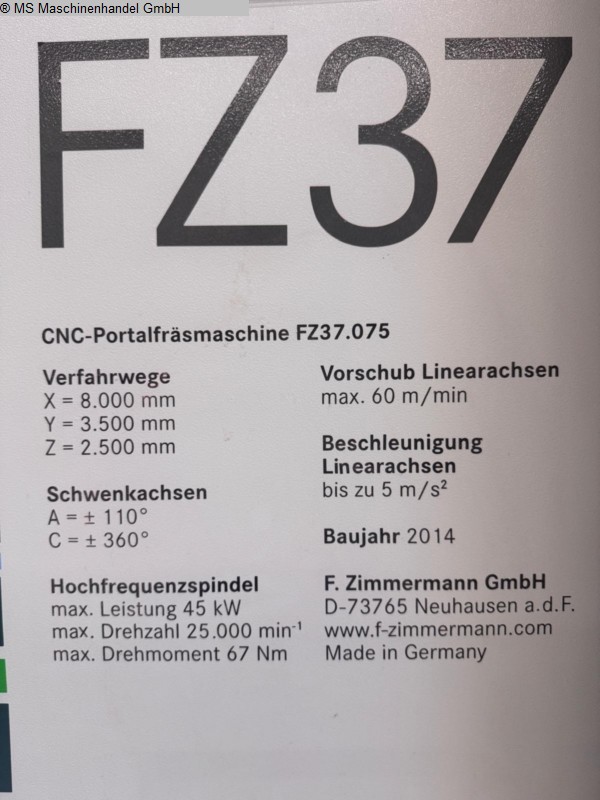 ® MS Maschinenhandel GmbH
FZ37
CNC-Portalfräsmaschine FZ37.075
Verfahrwege
X = 8.000 mm
Y = 3.500 mm
Z = 2.500 mm
Schwenkachsen
A = ± 110°
C = ± 360°
Hochfrequenzspindel
max. Leistung 45 kW
max. Drehzahl 25.000 min⁻¹
max. Drehmoment 67 Nm
Vorschub Linearachsen
max. 60 m/min
Beschleunigung
Linearachsen
bis zu 5 m/s²
Baujahr 2014
F. Zimmermann GmbH
D-73765 Neuhausen a.d.F.
www.f-zimmermann.com
Made in Germany